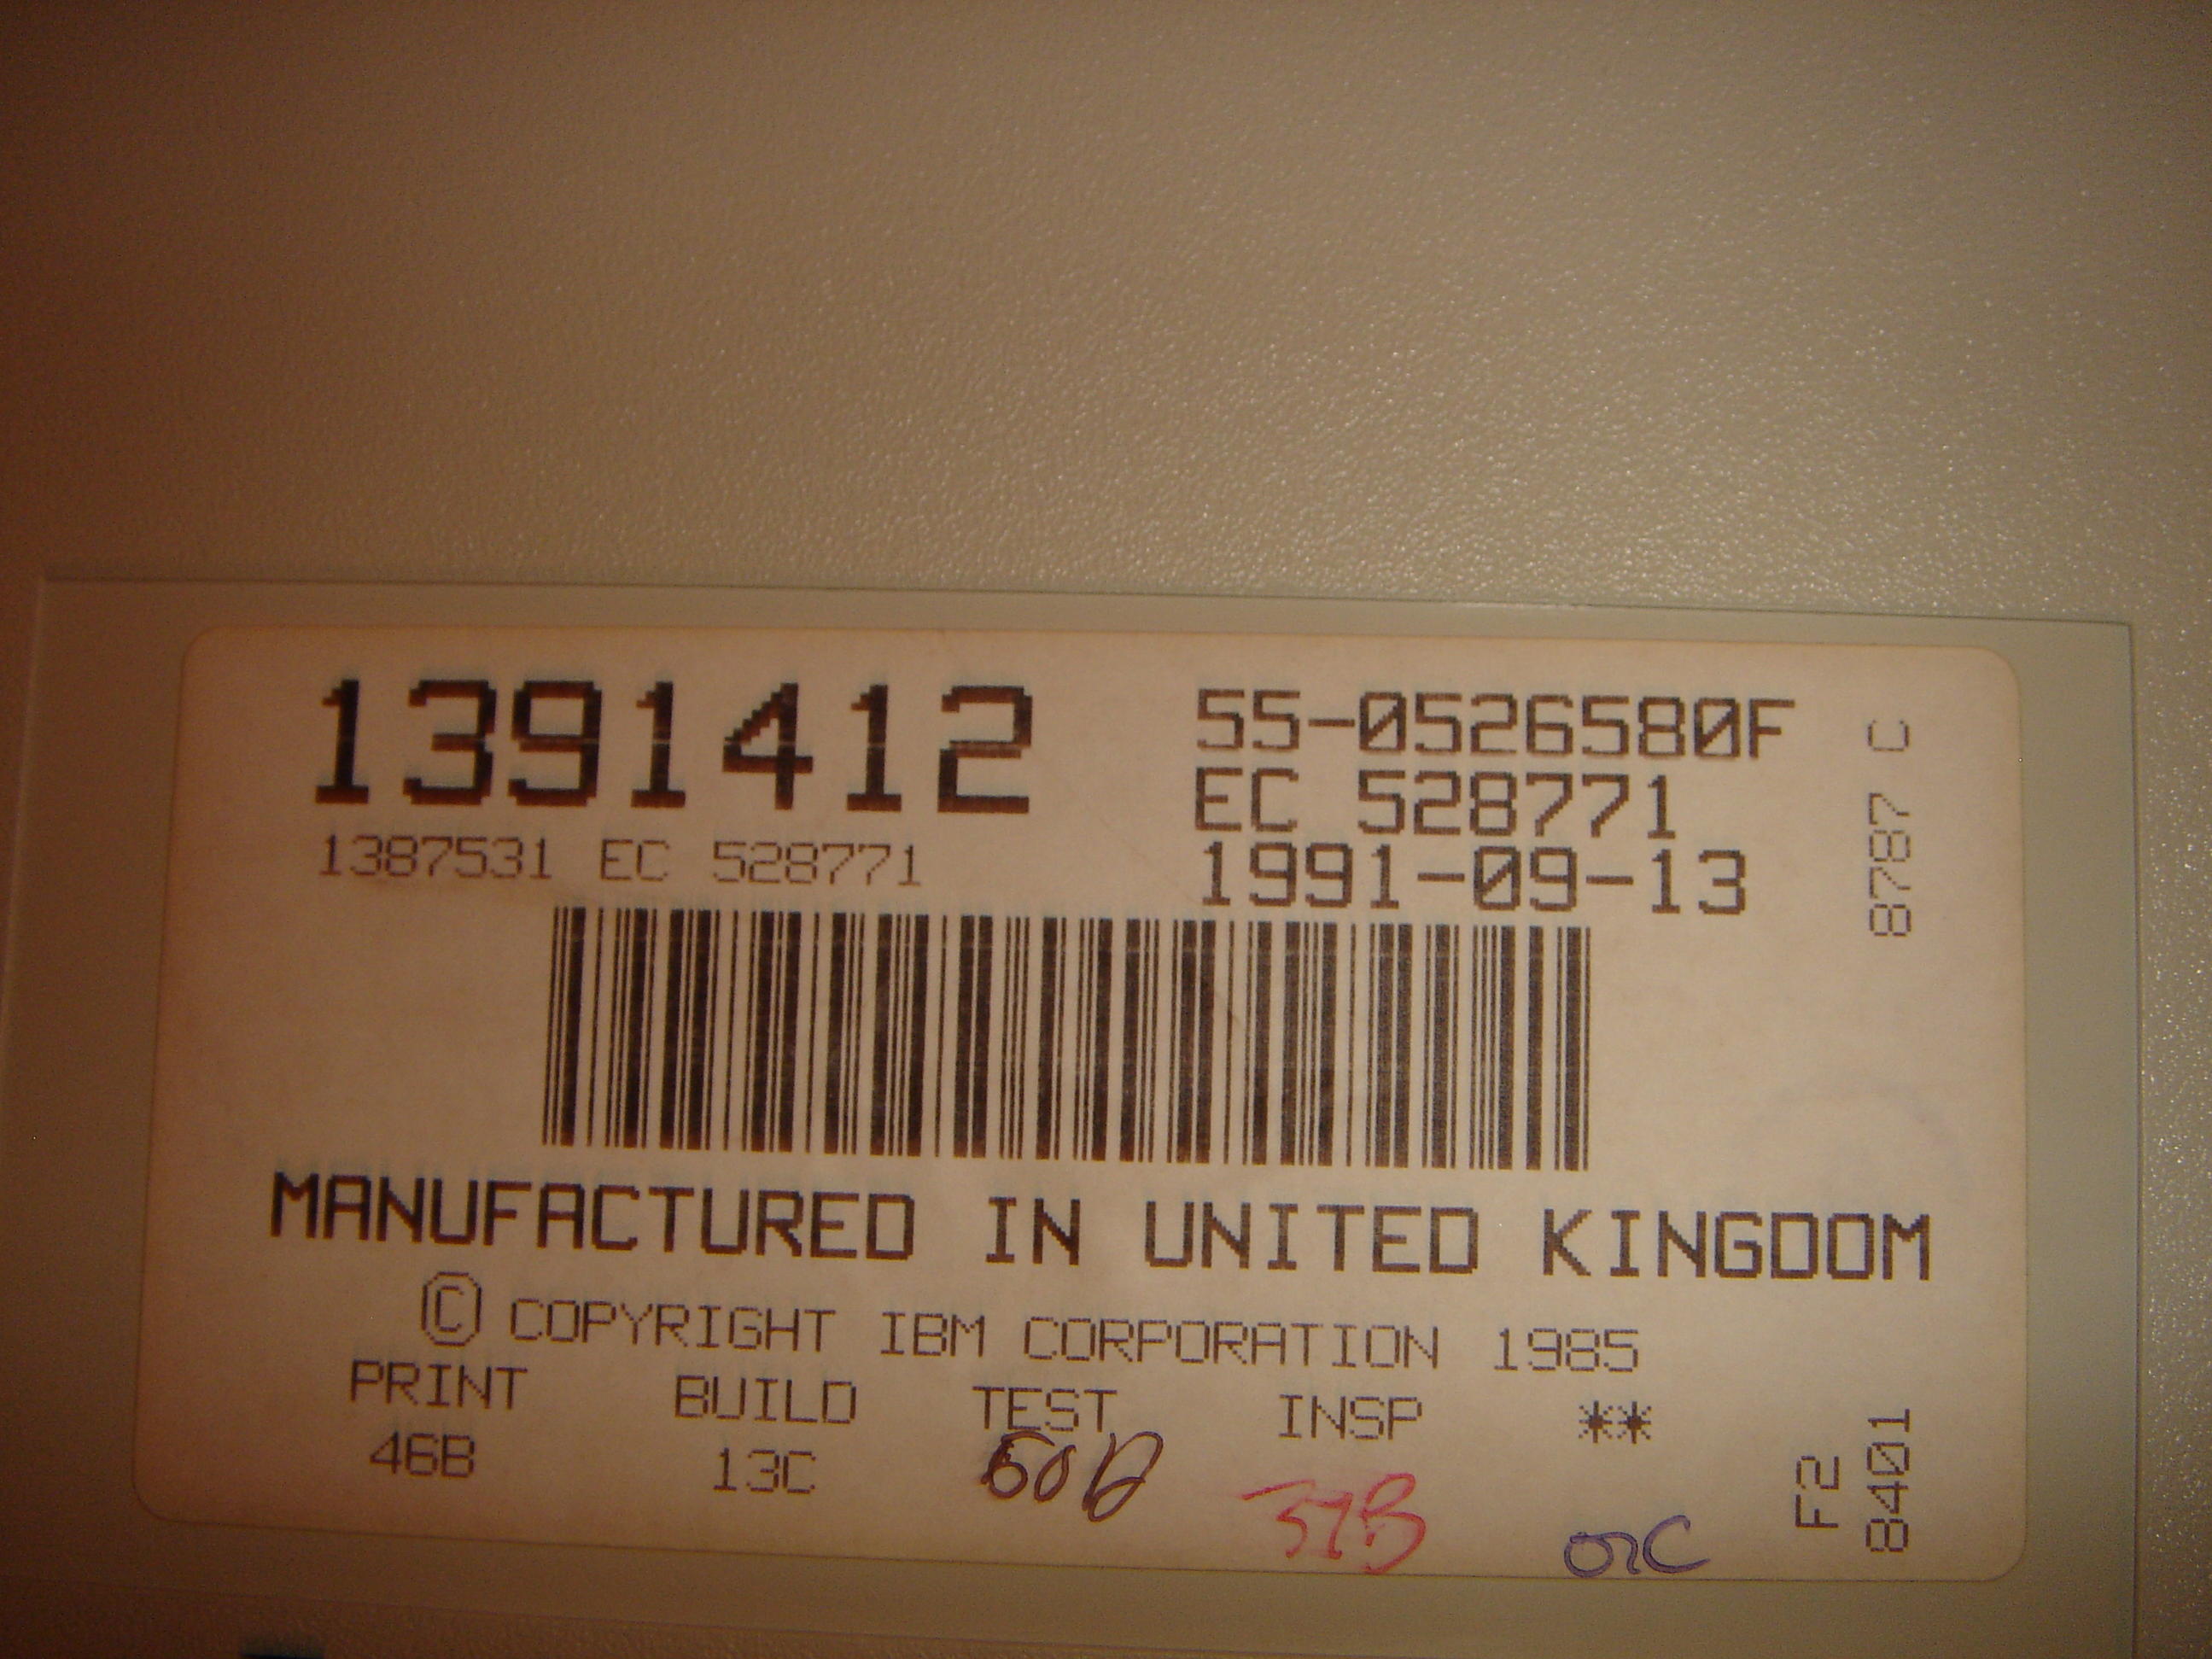 1391412
1387531 EC 528771
55-0526580F
EC 528771
1991-09-13
8787 C
MANUFACTURED IN UNITED KINGDOM
© COPYRIGHT IBM CORPORATION 1985
PRINT BUILD TEST INSP **
46B 13C 37B
F2
8401